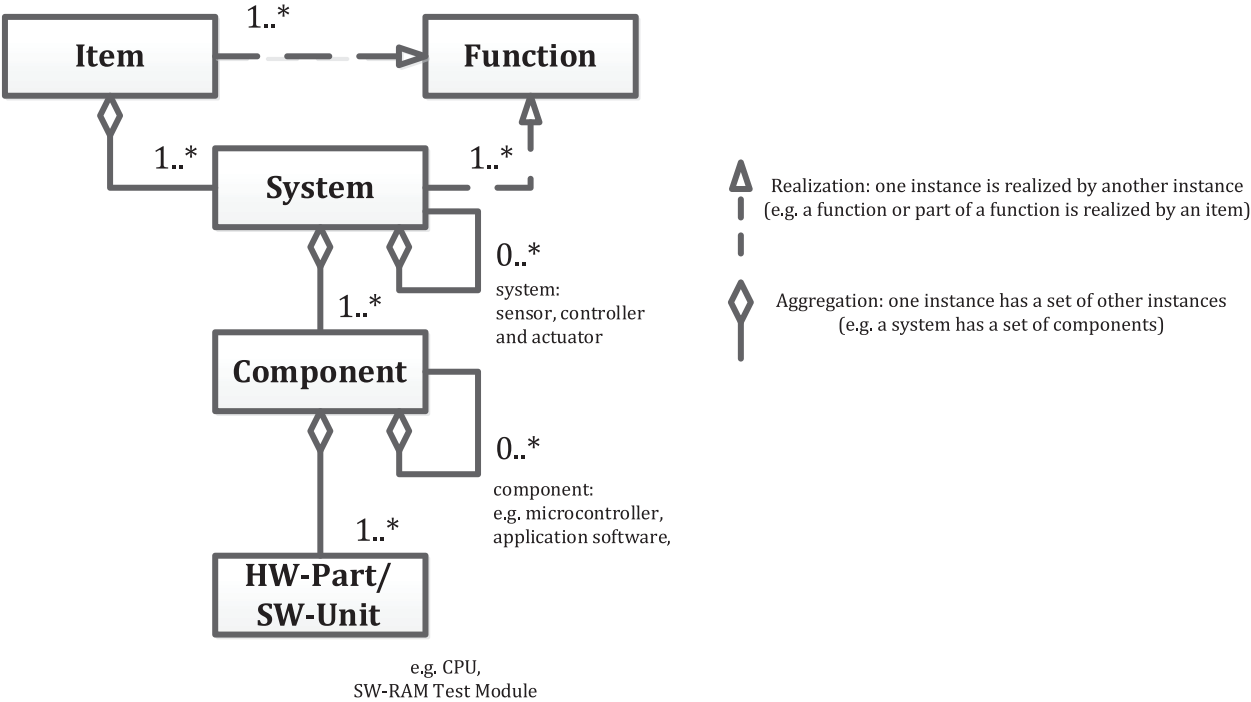 1..*
Item
Function
1..*
System
1..*
0..*
system:
sensor, controller
and actuator
1..*
Component
0..*
component:
e.g. microcontroller,
application software,
1..*
HW-Part/
SW-Unit
e.g. CPU,
SW-RAM Test Module
Realization: one instance is realized by another instance
(e.g. a function or part of a function is realized by an item)
Aggregation: one instance has a set of other instances
(e.g. a system has a set of components)